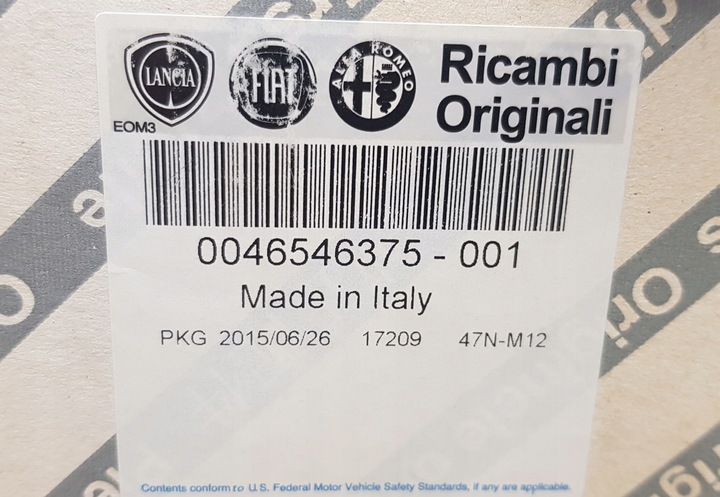 LANCIA FIAT ALFA ROMEO
Ricambi
Originali
EOM3
0046546375 - 001
Made in Italy
PKG 2015/06/26 17209 47N-M12
Contents conform to U.S. Federal Motor Vehicle Safety Standards, if any are applicable.